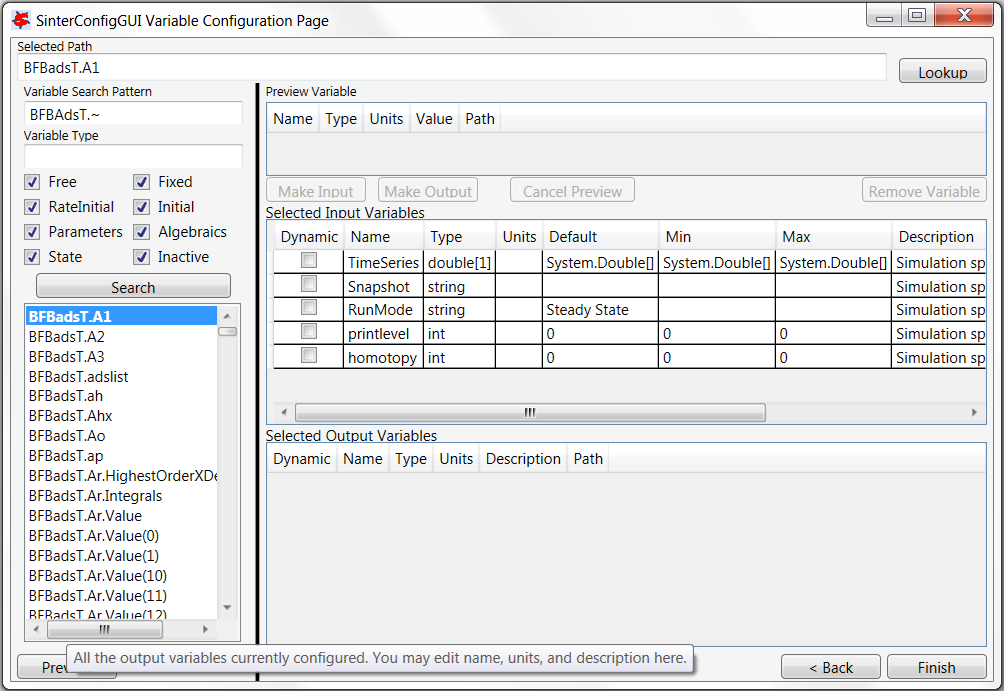 SinterConfigGUI Variable Configuration Page
Selected Path
BFBadsT.A1
Lookup
Variable Search Pattern
BFBAdsT.~
Variable Type
Free Fixed
RateInitial Initial
Parameters Algebraics
State Inactive
Search
BFBadsT.A1
BFBadsT.A2
BFBadsT.A3
BFBadsT.adslist
BFBadsT.ah
BFBadsT.Ahx
BFBadsT.Ao
BFBadsT.ap
BFBadsT.Ar.HighestOrderXDe
BFBadsT.Ar.Integrals
BFBadsT.Ar.Value
BFBadsT.Ar.Value(0)
BFBadsT.Ar.Value(1)
BFBadsT.Ar.Value(10)
BFBadsT.Ar.Value(11)
BFBadsT.Ar.Value(12)
Preview Variable
Name Type Units Value Path
Make Input Make Output Cancel Preview Remove Variable
Selected Input Variables
Dynamic Name Type Units Default Min Max Description
TimeSeries double[1] System.Double[] System.Double[] System.Double[] Simulation sp
Snapshot string Simulation sp
RunMode string Steady State Simulation sp
printlevel int 0 0 0 Simulation sp
homotopy int 0 0 0 Simulation sp
Selected Output Variables
Dynamic Name Type Units Description Path
All the output variables currently configured. You may edit name, units, and description here.
< Back Finish